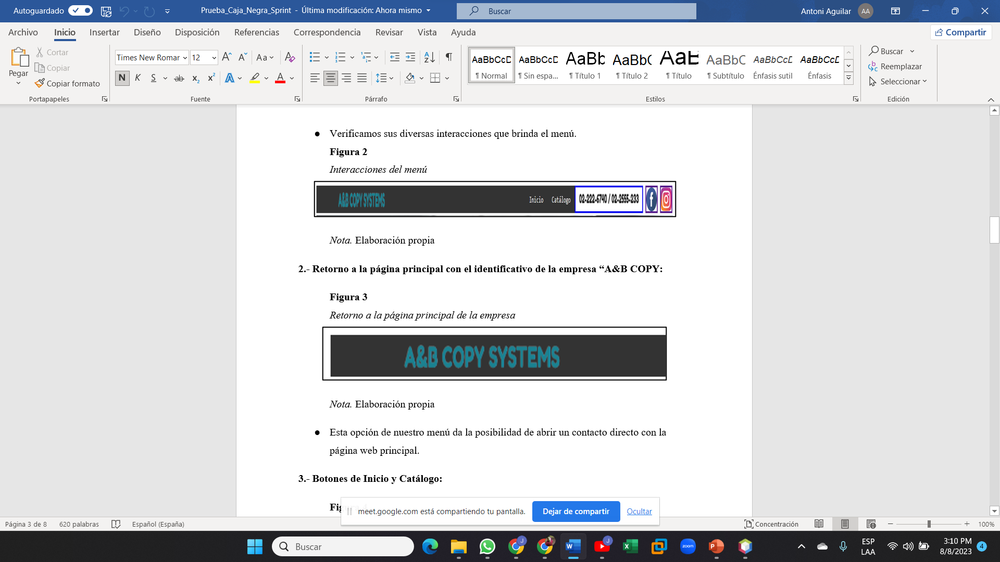 Autoguardado
Prueba_Caja_Negra_Sprint - Última modificación: Ahora mismo
Buscar
Antoni Aguilar
AA
Archivo Inicio Insertar Diseño Disposición Referencias Correspondencia Revisar Vista Ayuda
Compartir
Pegar
Cortar
Copiar
Copiar formato
Portapapeles
Times New Romar 12
Fuente
Párrafo
AaBbCcD AaBbCcD AaBb AaBbC AaB AaBbC AaBbCcD AaBbCcD
¶ Normal ¶ Sin espa... ¶ Título 1 ¶ Título 2 ¶ Título ¶ Subtítulo Énfasis sutil Énfasis
Estilos
Buscar
Reemplazar
Seleccionar
Edición
● Verificamos sus diversas interacciones que brinda el menú.
Figura 2
Interacciones del menú
A&B COPY SYSTEMS Inicio Catálogo 02-222-6740 / 02-2555-233
Nota. Elaboración propia
2.- Retorno a la página principal con el identificativo de la empresa “A&B COPY:
Figura 3
Retorno a la página principal de la empresa
A&B COPY SYSTEMS
Nota. Elaboración propia
● Esta opción de nuestro menú da la posibilidad de abrir un contacto directo con la
página web principal.
3.- Botones de Inicio y Catálogo:
meet.google.com está compartiendo tu pantalla. Dejar de compartir Ocultar
Página 3 de 8 620 palabras Español (España)
Concentración
100%
Buscar
zoom
ESP
LAA
3:10 PM
8/8/2023
4